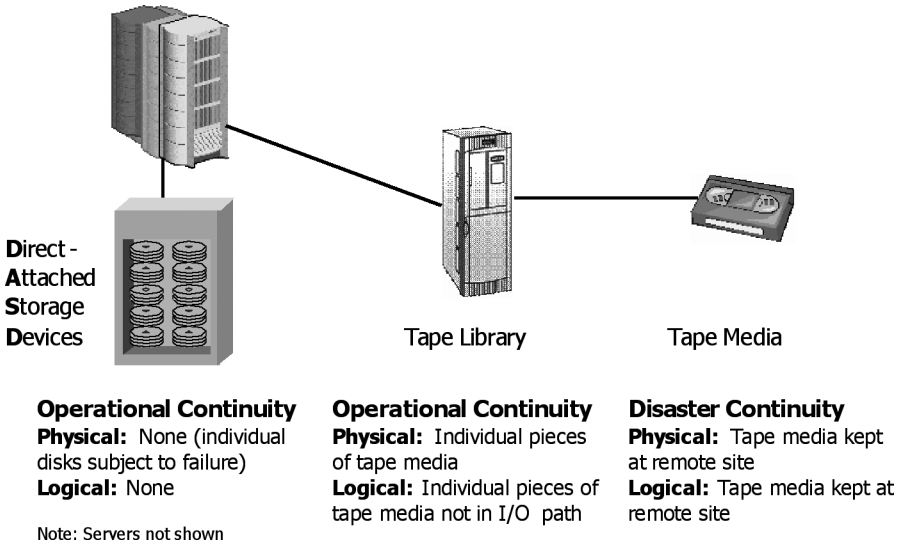 Direct -
Attached
Storage
Devices
Tape Library
Tape Media
Operational Continuity
Physical: None (individual
disks subject to failure)
Logical: None
Note: Servers not shown
Operational Continuity
Physical: Individual pieces
of tape media
Logical: Individual pieces of
tape media not in I/O path
Disaster Continuity
Physical: Tape media kept
at remote site
Logical: Tape media kept at
remote site